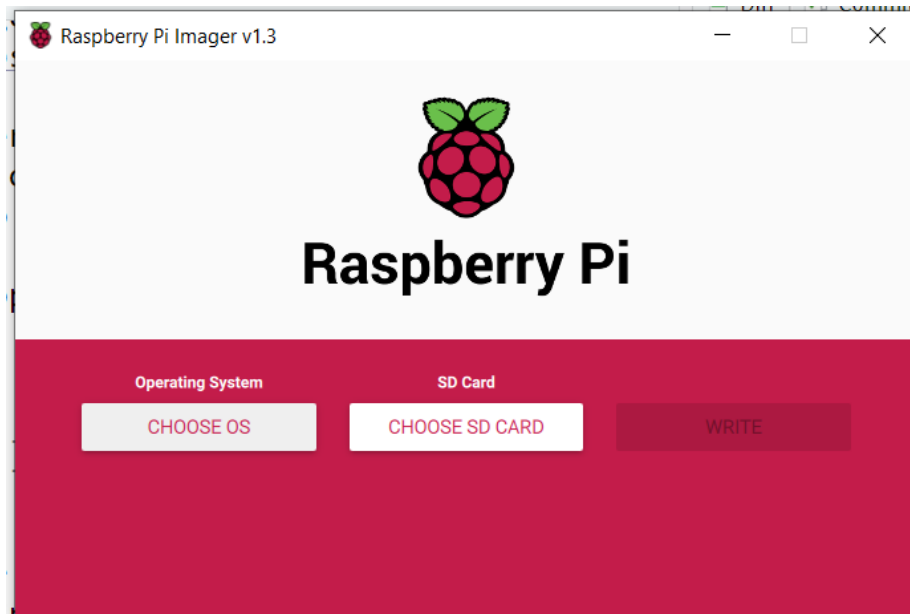 Raspberry Pi Imager v1.3
Raspberry Pi
Operating System
SD Card
CHOOSE OS
CHOOSE SD CARD
WRITE